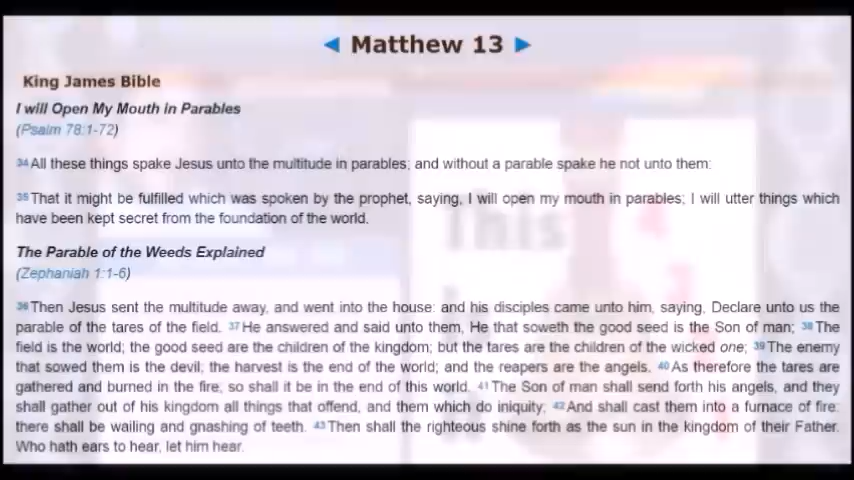 ◄ Matthew 13 ►
King James Bible
I will Open My Mouth in Parables
(Psalm 78:1-72)
34 All these things spake Jesus unto the multitude in parables; and without a parable spake he not unto them:
35 That it might be fulfilled which was spoken by the prophet, saying, I will open my mouth in parables; I will utter things which
have been kept secret from the foundation of the world.
The Parable of the Weeds Explained
(Zephaniah 1:1-6)
36 Then Jesus sent the multitude away, and went into the house: and his disciples came unto him, saying, Declare unto us the
parable of the tares of the field. 37 He answered and said unto them, He that soweth the good seed is the Son of man; 38 The
field is the world; the good seed are the children of the kingdom; but the tares are the children of the wicked one; 39 The enemy
that sowed them is the devil; the harvest is the end of the world; and the reapers are the angels. 40 As therefore the tares are
gathered and burned in the fire; so shall it be in the end of this world. 41 The Son of man shall send forth his angels, and they
shall gather out of his kingdom all things that offend, and them which do iniquity; 42 And shall cast them into a furnace of fire:
there shall be wailing and gnashing of teeth. 43 Then shall the righteous shine forth as the sun in the kingdom of their Father.
Who hath ears to hear, let him hear.
This